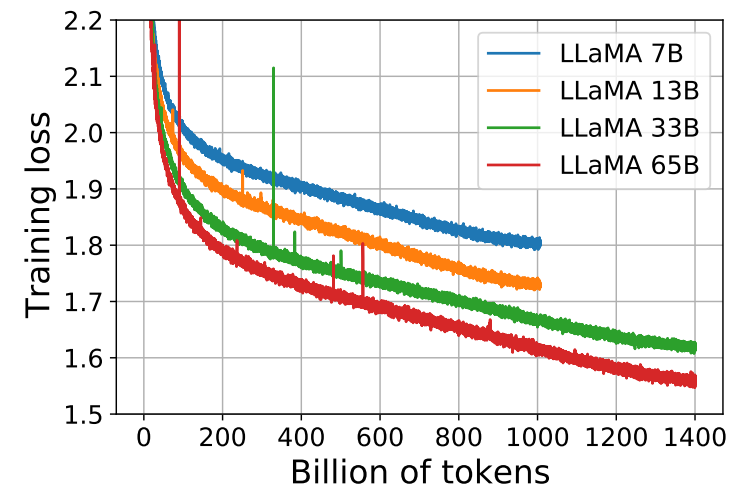 2.2
2.1
2.0
1.9
1.8
1.7
1.6
1.5
Training loss
LLaMA 7B
LLaMA 13B
LLaMA 33B
LLaMA 65B
0 200 400 600 800 1000 1200 1400
Billion of tokens